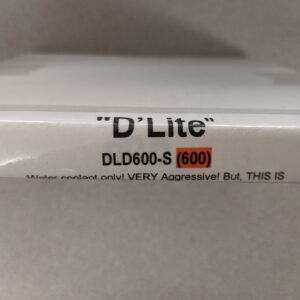 "D'Lite"
DLD600-S (600)
Water coolant only! VERY Aggressive! But, THIS IS